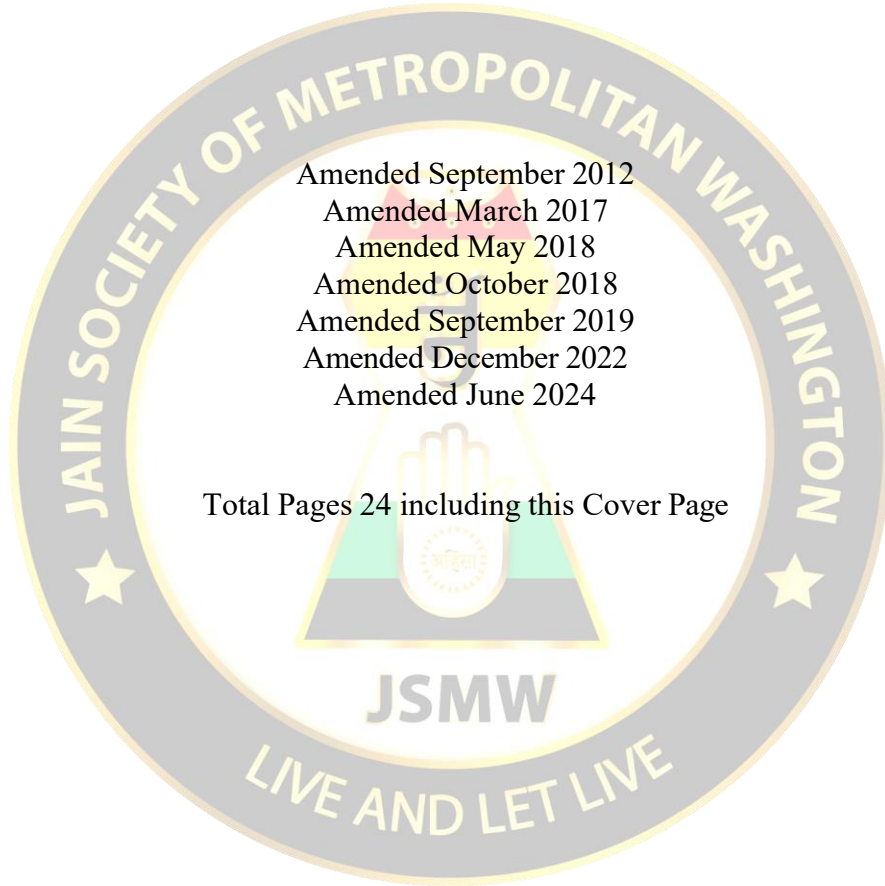 JAIN SOCIETY OF METROPOLITAN WASHINGTON
Amended September 2012
Amended March 2017
Amended May 2018
Amended October 2018
Amended September 2019
Amended December 2022
Amended June 2024
Total Pages 24 including this Cover Page
अहिंसा
JSMW
LIVE AND LET LIVE